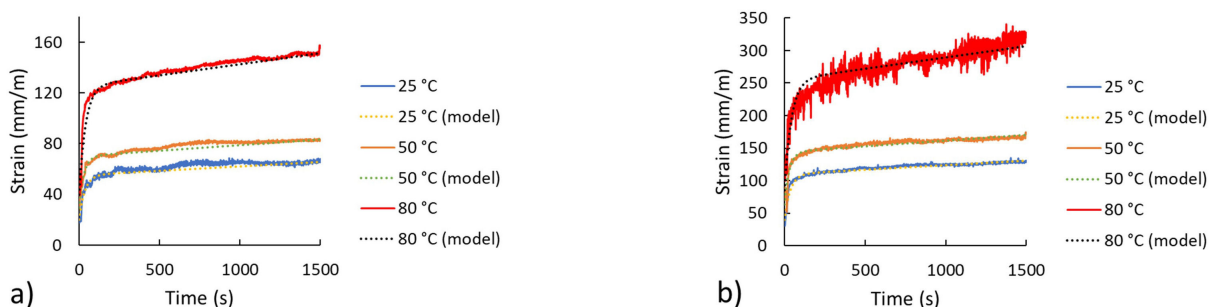 160
120
80
40
0
Strain (mm/m)
0 500 1000 1500
Time (s)
25 °C
25 °C (model)
50 °C
50 °C (model)
80 °C
80 °C (model)
a)
350
300
250
200
150
100
50
0
Strain (mm/m)
0 500 1000 1500
Time (s)
25 °C
25 °C (model)
50 °C
50 °C (model)
80 °C
80 °C (model)
b)